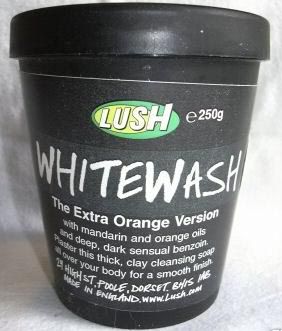 LUSH
e 250g
WHITEWASH
The Extra Orange Version
with mandarin and orange oils
and deep, dark sensual benzoin.
Plaster this thick, clay cleansing soap
all over your body for a smooth finish.
29 HIGH ST, POOLE, DORSET BH15 1AB
MADE IN ENGLAND. www.Lush.com